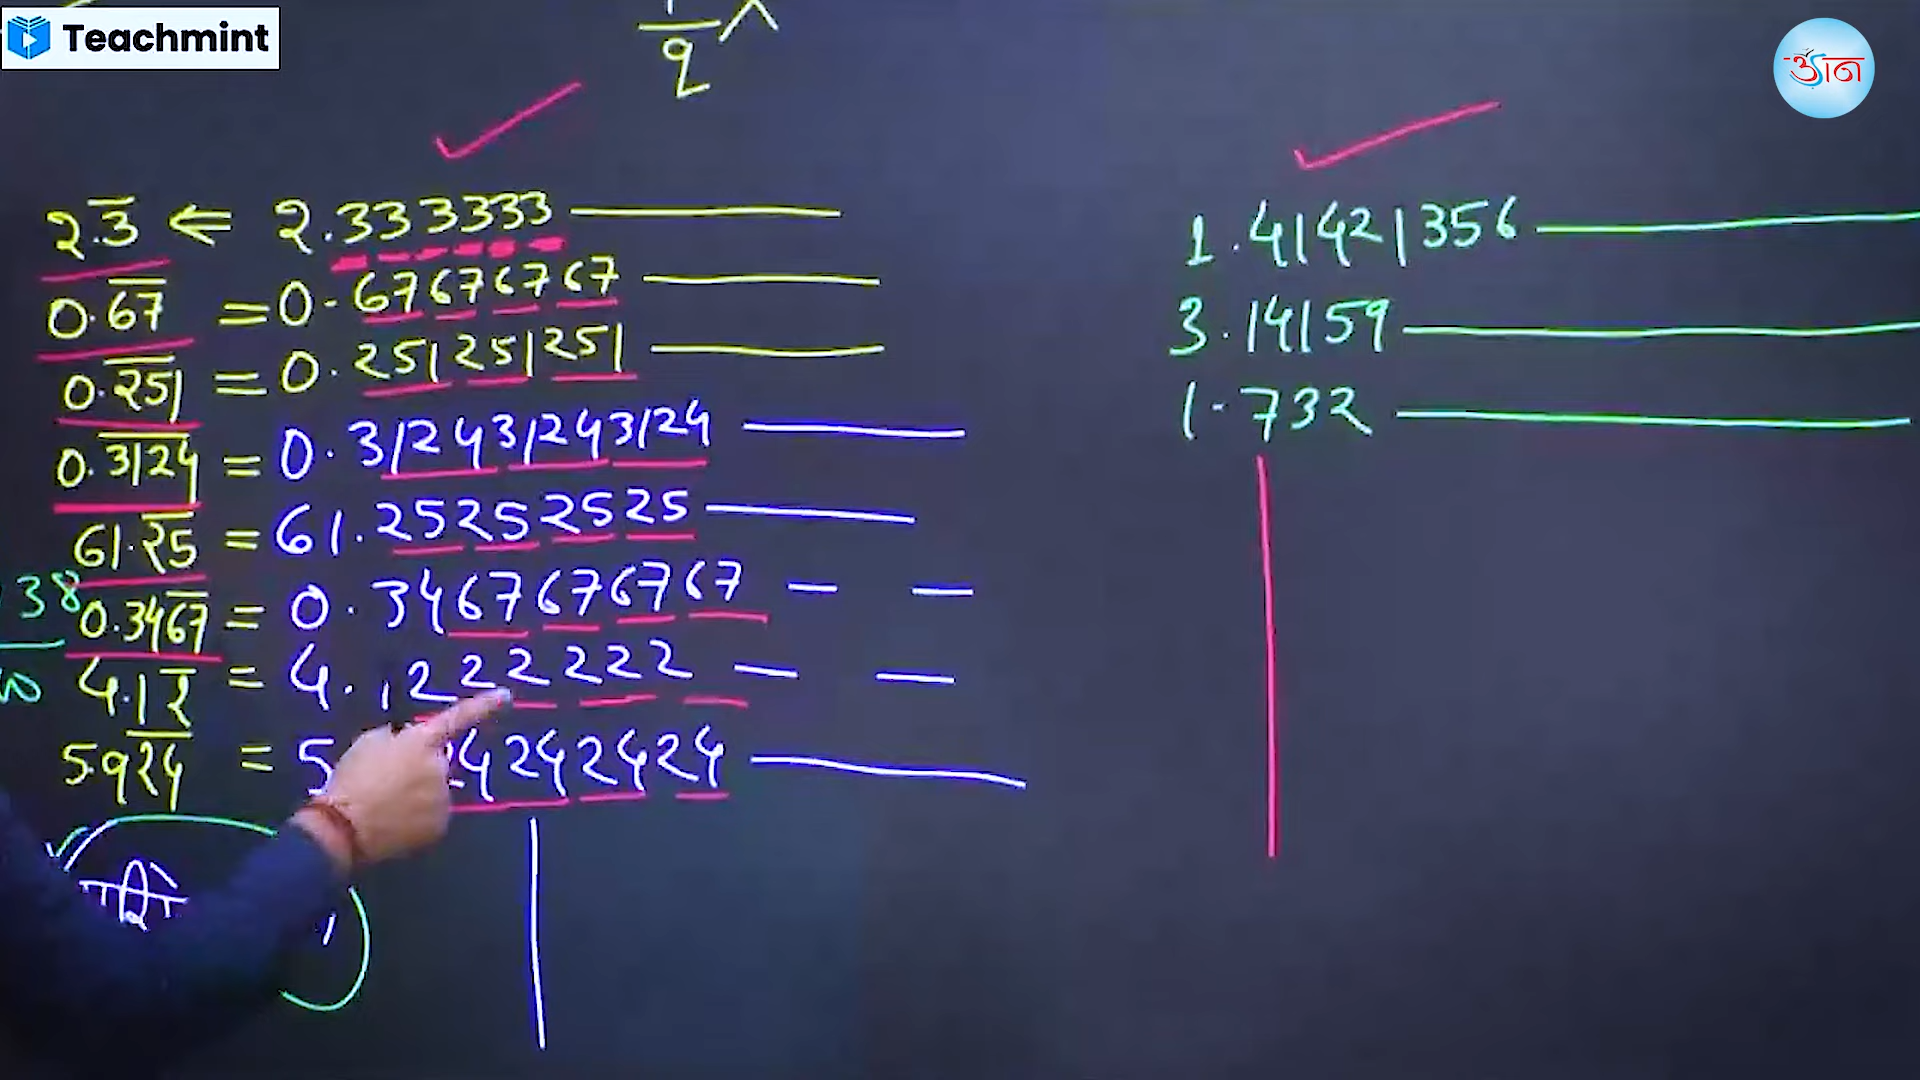 Teachmint
ज्ञान
q
2.3̅ ⇐ 2.333333
0.6̅7̅ = 0.67676767
0.2̅5̅1̅ = 0.251251251
0.3̅1̅2̅4̅ = 0.312431243124
61.2̅5̅ = 61.25252525
38
0.346̅7̅ = 0.3467676767
4.12̅ = 4.1222222
5.92̅4̅ = 5 24242424
1.41421356
3.14159
1.732